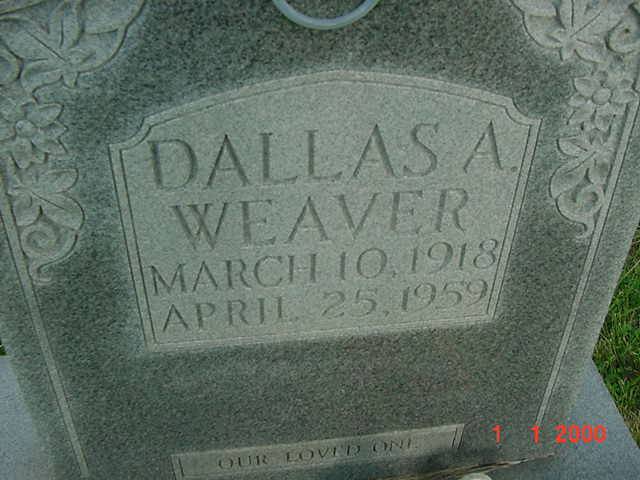 DALLAS A.
WEAVER
MARCH 10, 1918
APRIL 25, 1959
OUR LOVED ONE
1 1 2000